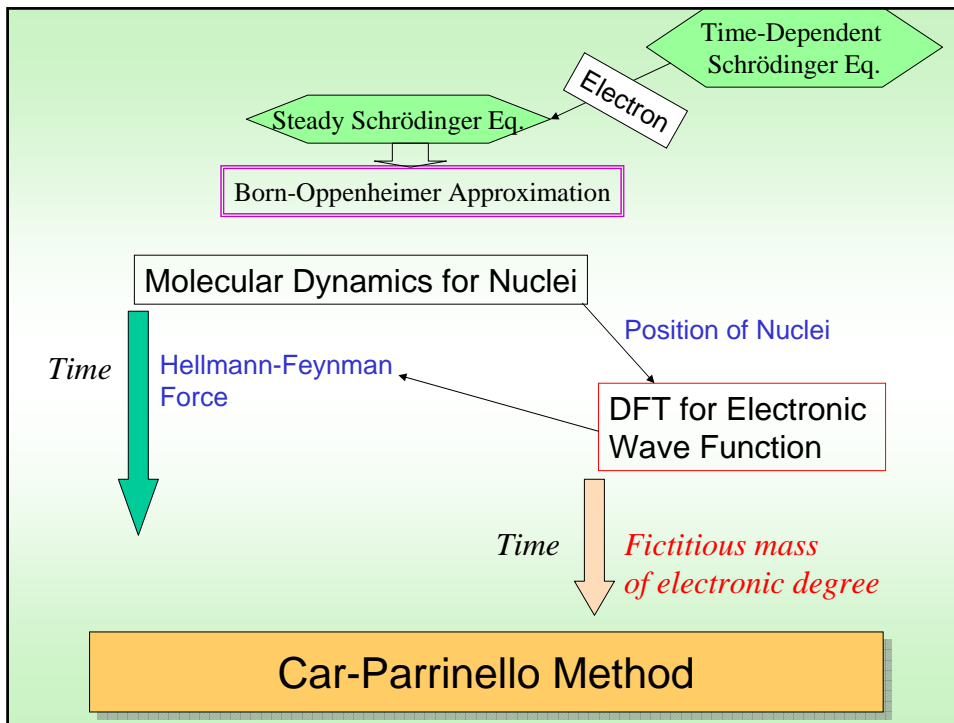 Time-Dependent
Schrödinger Eq.
Electron
Steady Schrödinger Eq.
Born-Oppenheimer Approximation
Molecular Dynamics for Nuclei
Position of Nuclei
Time
Hellmann-Feynman
Force
DFT for Electronic
Wave Function
Time
Fictitious mass
of electronic degree
Car-Parrinello Method